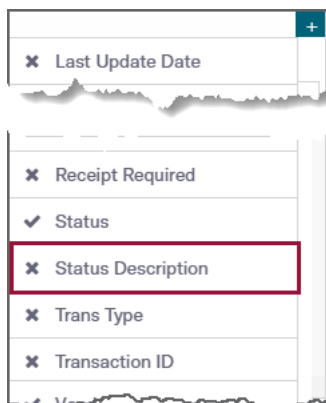 +
Last Update Date
Receipt Required
Status
Status Description
Trans Type
Transaction ID